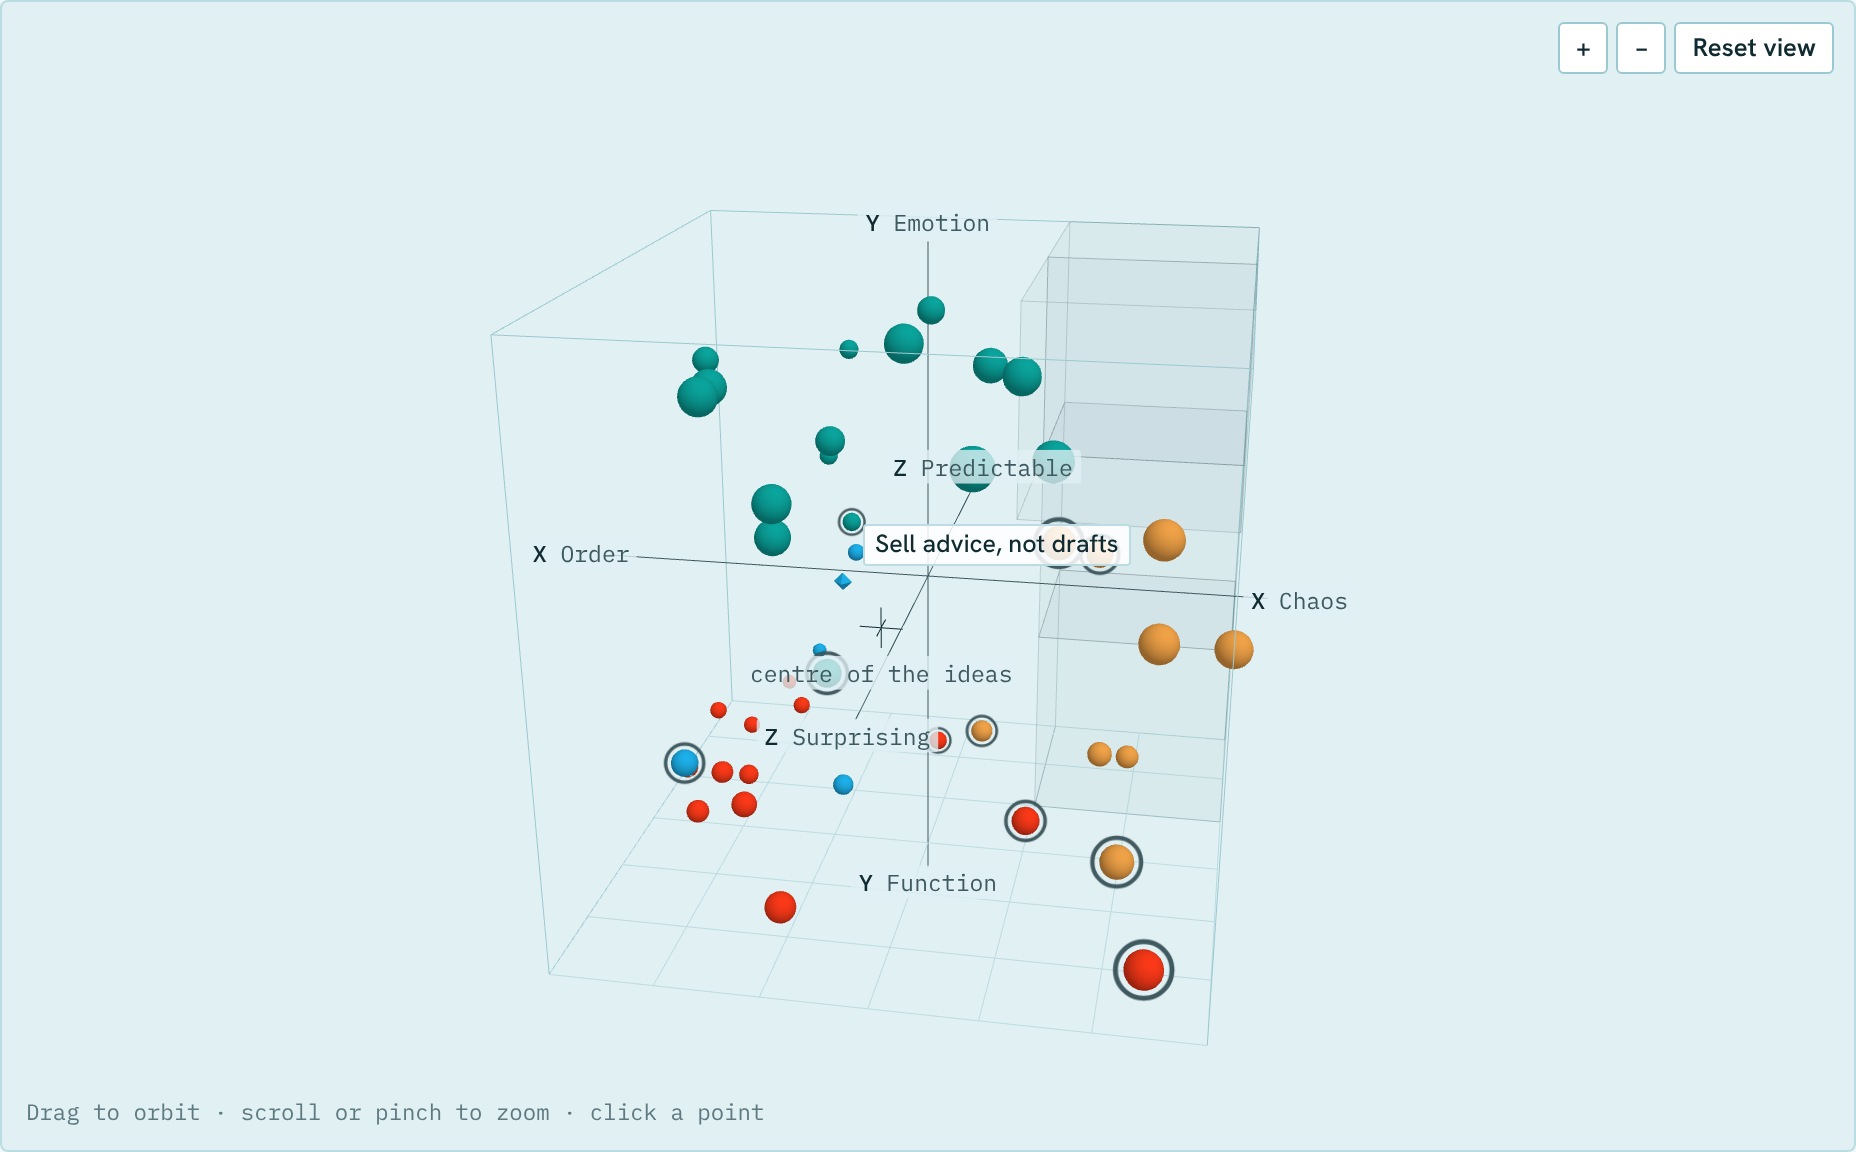 +
–
Reset view
Y Emotion
Z Predictable
Sell advice, not drafts
X Order
X Chaos
centre of the ideas
Z Surprising
Y Function
Drag to orbit · scroll or pinch to zoom · click a point